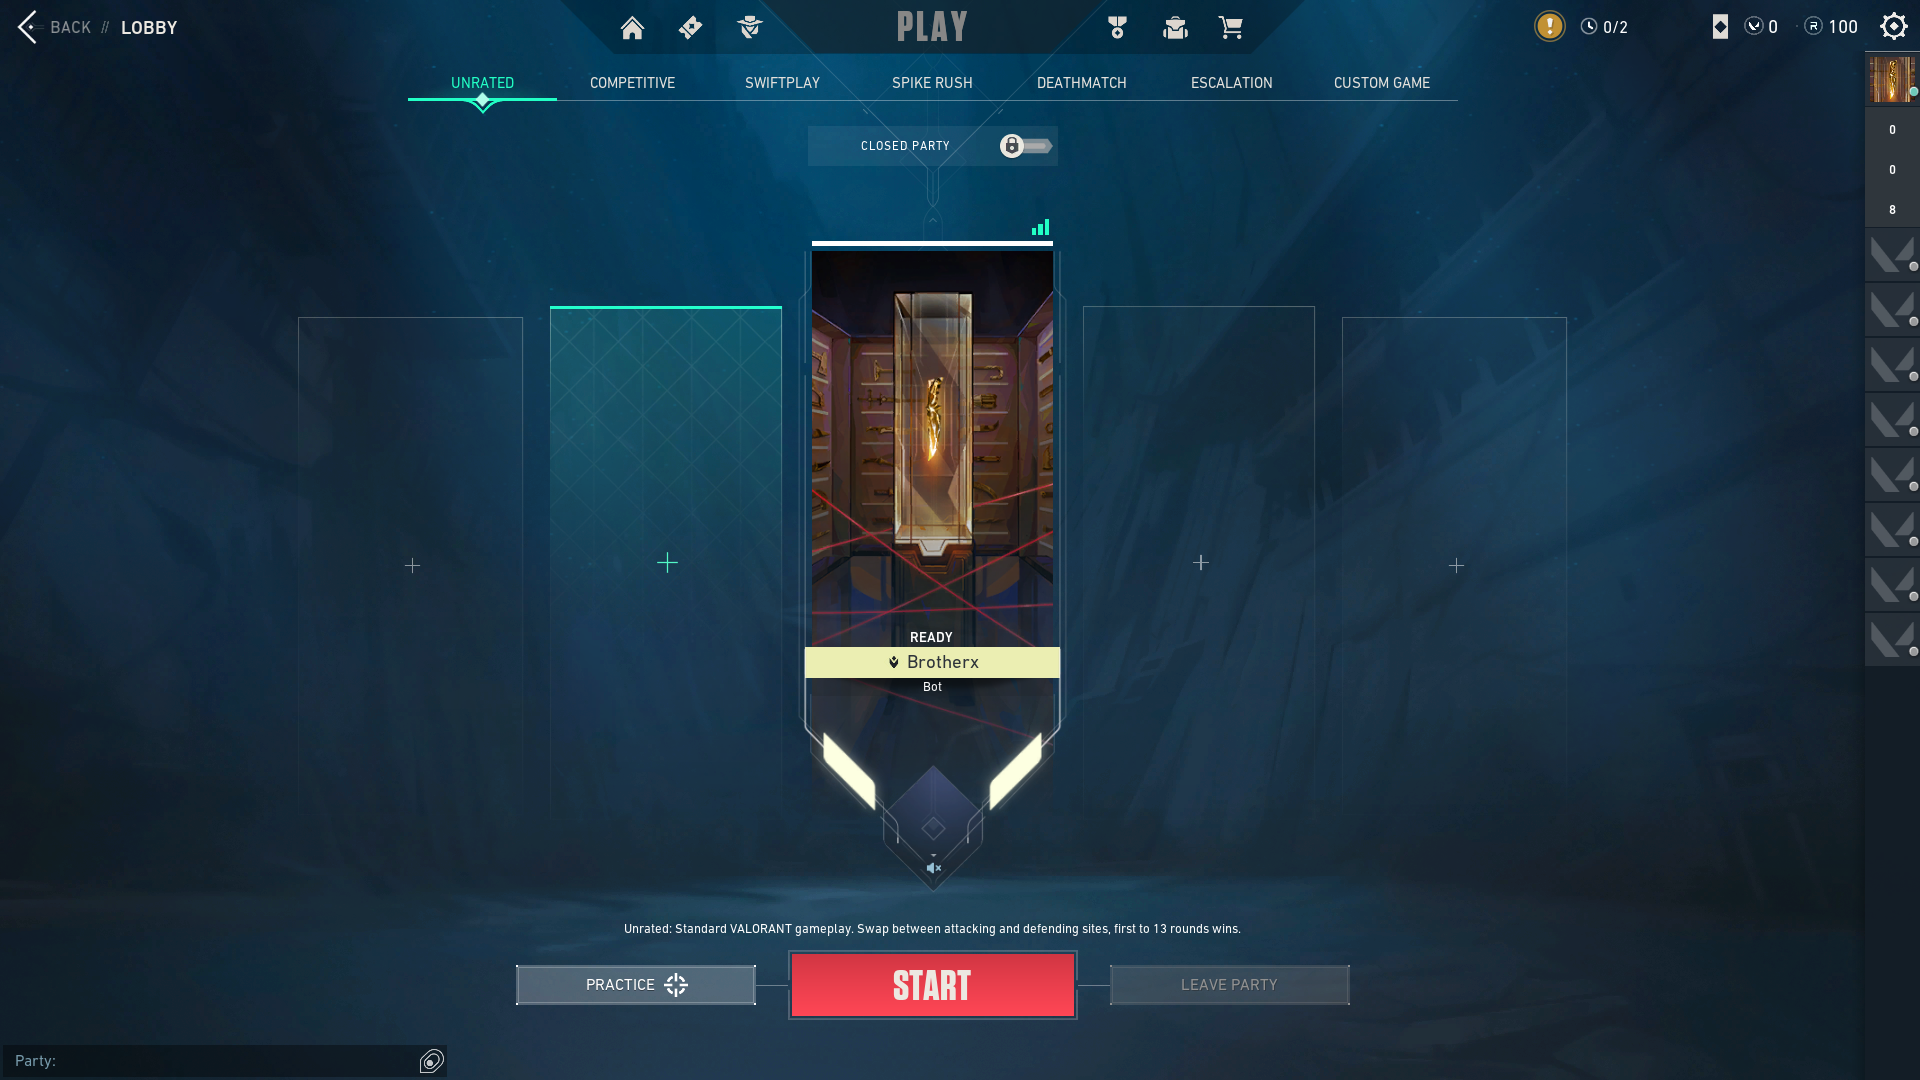 BACK // LOBBY
PLAY
0/2
0
100
UNRATED
COMPETITIVE
SWIFTPLAY
SPIKE RUSH
DEATHMATCH
ESCALATION
CUSTOM GAME
CLOSED PARTY
0
0
8
READY
Brotherx
Bot
Unrated: Standard VALORANT gameplay. Swap between attacking and defending sites, first to 13 rounds wins.
PRACTICE
START
LEAVE PARTY
Party: